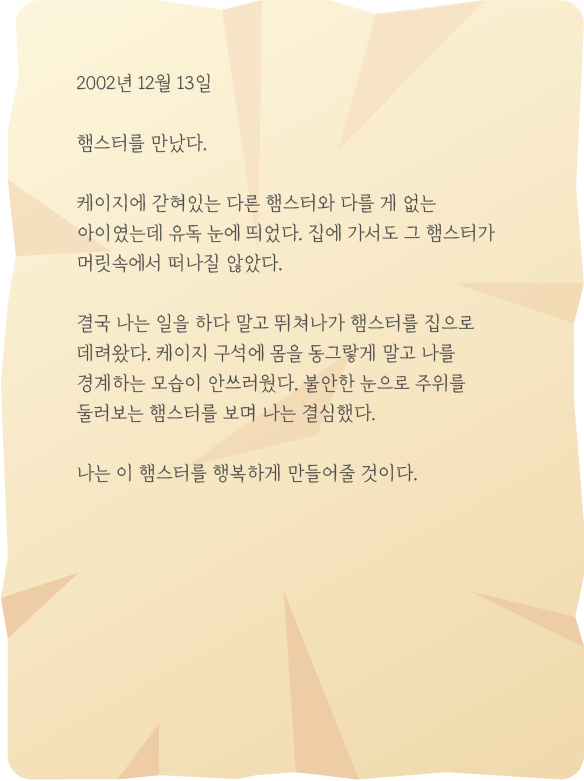 2002년 12월 13일
햄스터를 만났다.
케이지에 갇혀있는 다른 햄스터와 다를 게 없는
아이였는데 유독 눈에 띄었다. 집에 가서도 그 햄스터가
머릿속에서 떠나질 않았다.
결국 나는 일을 하다 말고 뛰쳐나가 햄스터를 집으로
데려왔다. 케이지 구석에 몸을 동그랗게 말고 나를
경계하는 모습이 안쓰러웠다. 불안한 눈으로 주위를
둘러보는 햄스터를 보며 나는 결심했다.
나는 이 햄스터를 행복하게 만들어줄 것이다.